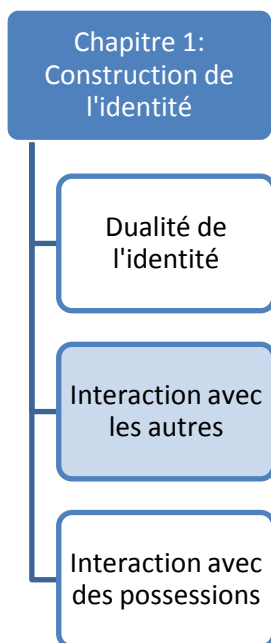 Chapitre 1:
Construction de
l'identité
Dualité de
l'identité
Interaction avec
les autres
Interaction avec
des possessions